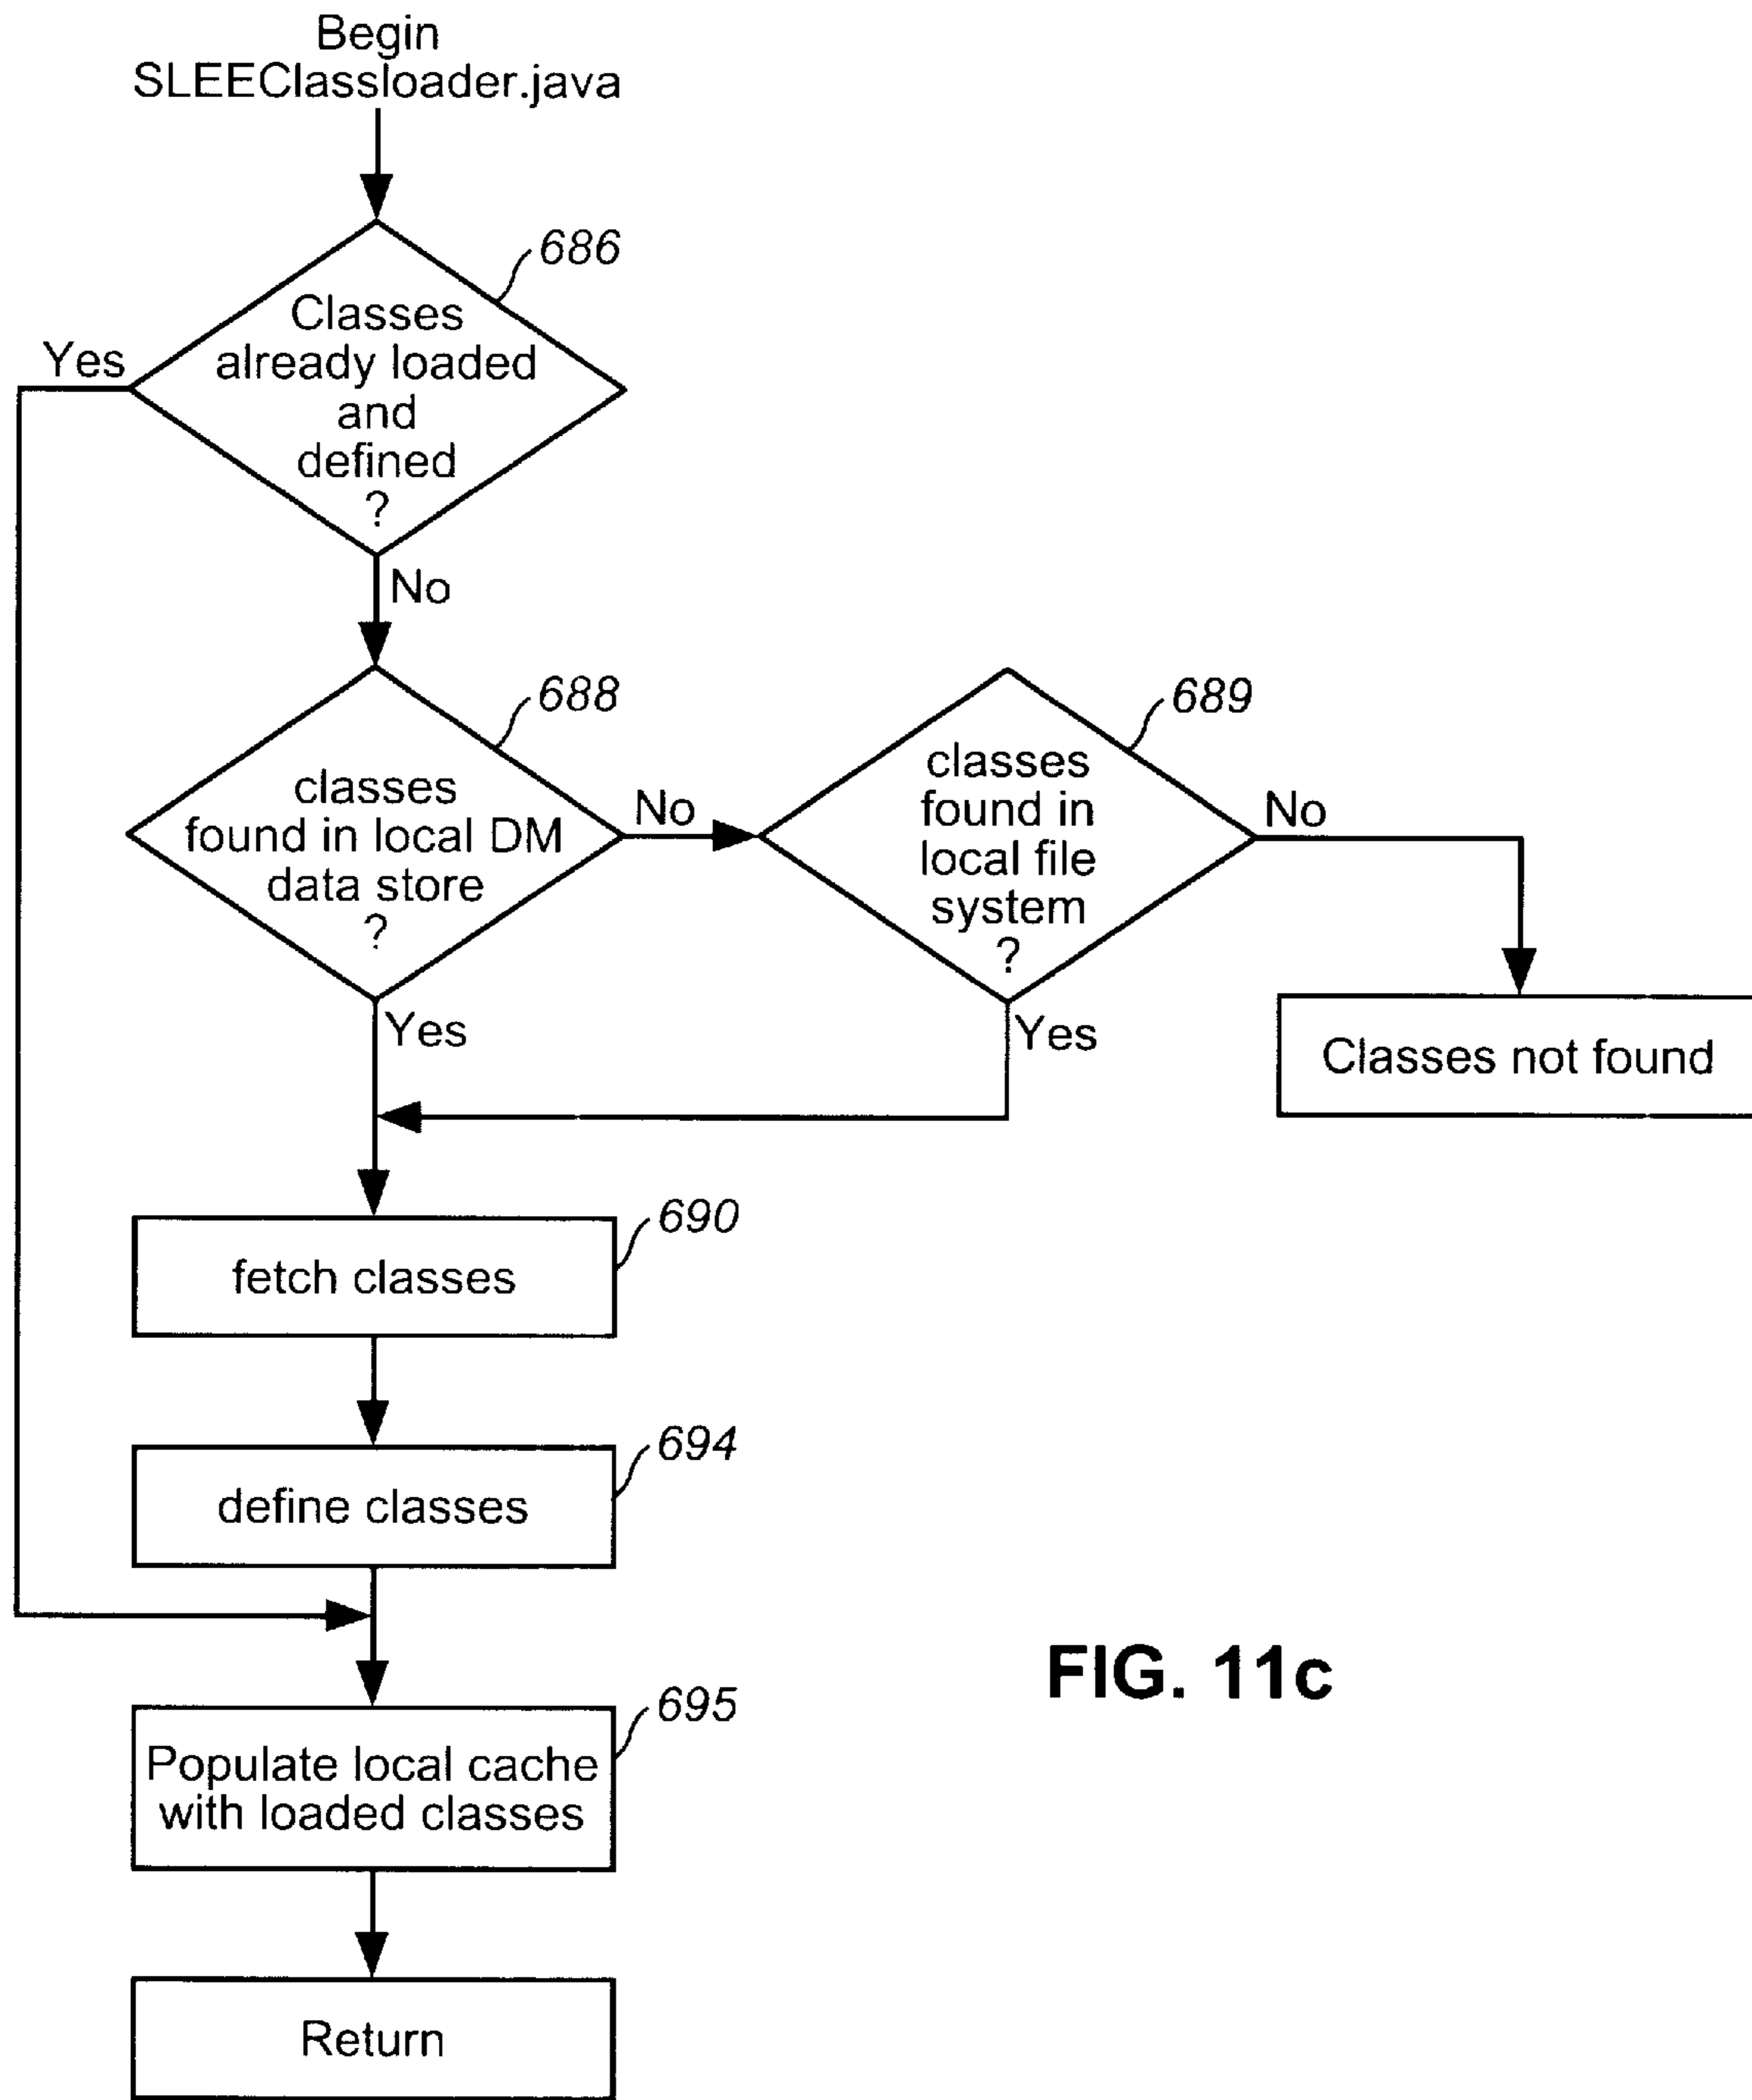 Begin
SLEEClassloader.java
686
Classes
already loaded
and
defined
?
Yes
No
688
classes
found in local DM
data store
?
No
689
classes
found in
local file
system
?
No
Yes
Yes
Classes not found
690
fetch classes
694
define classes
695
Populate local cache
with loaded classes
Return
FIG. 11c